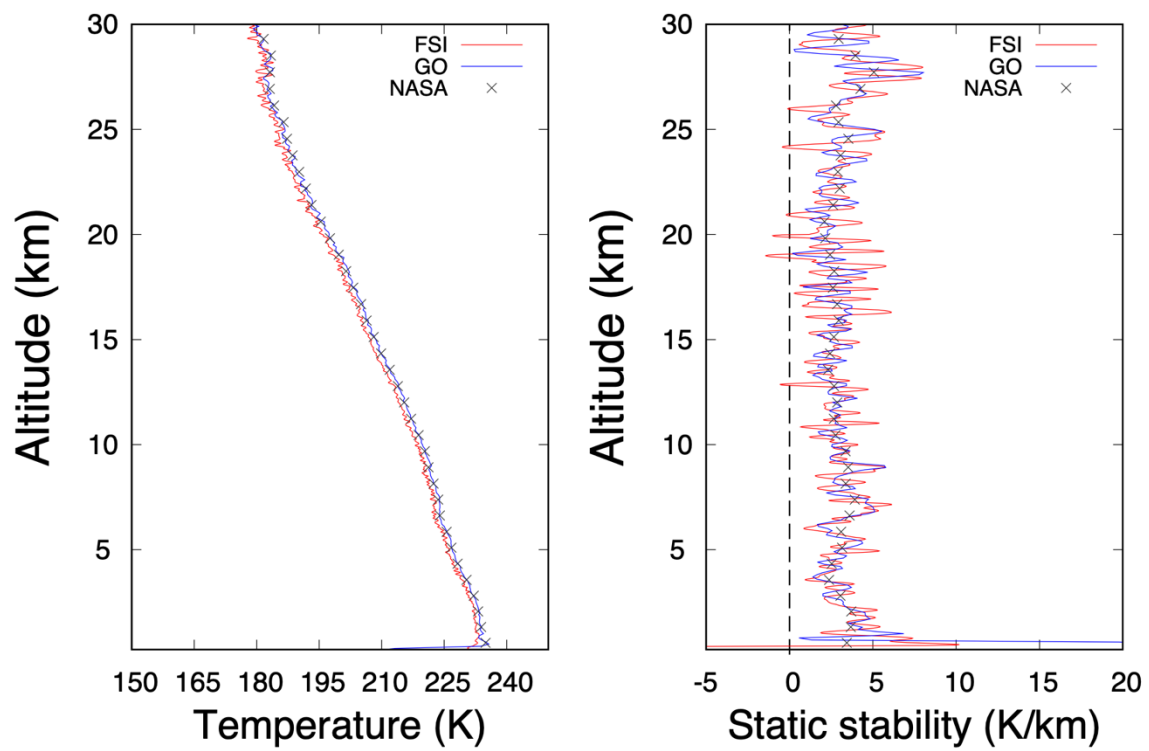 30
25
20
15
10
5
Altitude (km)
FSI
GO
NASA
150 165 180 195 210 225 240
Temperature (K)
30
25
20
15
10
5
Altitude (km)
FSI
GO
NASA
-5 0 5 10 15 20
Static stability (K/km)